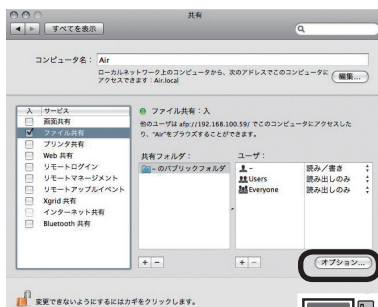 共有
すべてを表示
コンピュータ名： Air
ローカルネットワーク上のコンピュータから、次のアドレスでこのコンピュータに
アクセスできます：Air.local
編集...
入 サービス
画面共有
ファイル共有
プリンタ共有
Web 共有
リモートログイン
リモートマネージメント
リモートアップルイベント
Xgrid 共有
インターネット共有
Bluetooth 共有
ファイル共有：入
他のユーザは afp://192.168.100.59/ でこのコンピュータにアクセスした
り、"Air"をブラウズすることができます。
共有フォルダ：
- のパブリックフォルダ
ユーザ：
- 読み／書き
Users 読み出しのみ
Everyone 読み出しのみ
+ −
+ −
オプション...
変更できないようにするにはカギをクリックします。